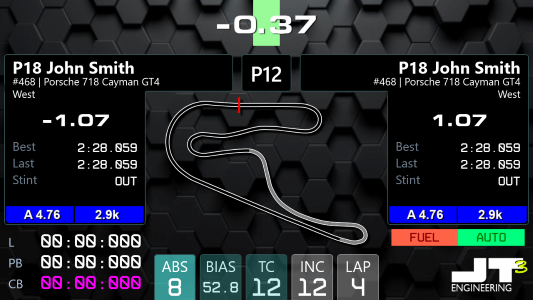 -0.37
P18 John Smith
#468 | Porsche 718 Cayman GT4
West
-1.07
Best 2:28.059
Last 2:28.059
Stint OUT
A 4.76 2.9k
P12
P18 John Smith
#468 | Porsche 718 Cayman GT4
West
1.07
Best 2:28.059
Last 2:28.059
Stint OUT
A 4.76 2.9k
L 00:00:000
PB 00:00:000
CB 00:00:000
ABS 8
BIAS 52.8
TC 12
INC 12
LAP 4
FUEL AUTO
JT3
ENGINEERING